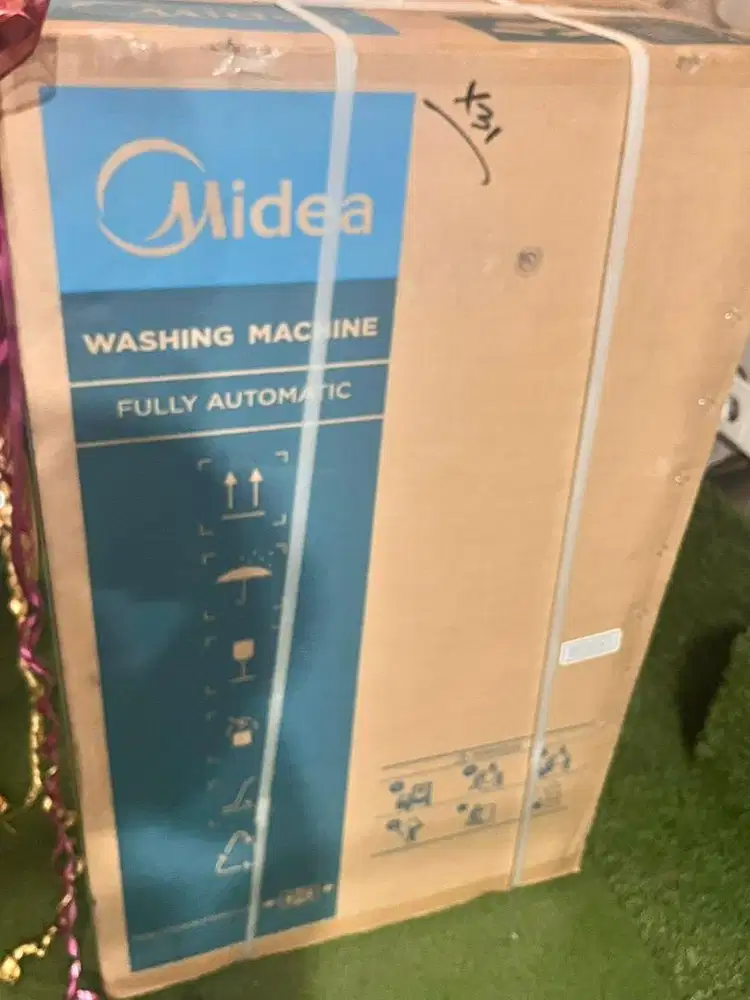 Midea
WASHING MACHINE
FULLY AUTOMATIC
x31